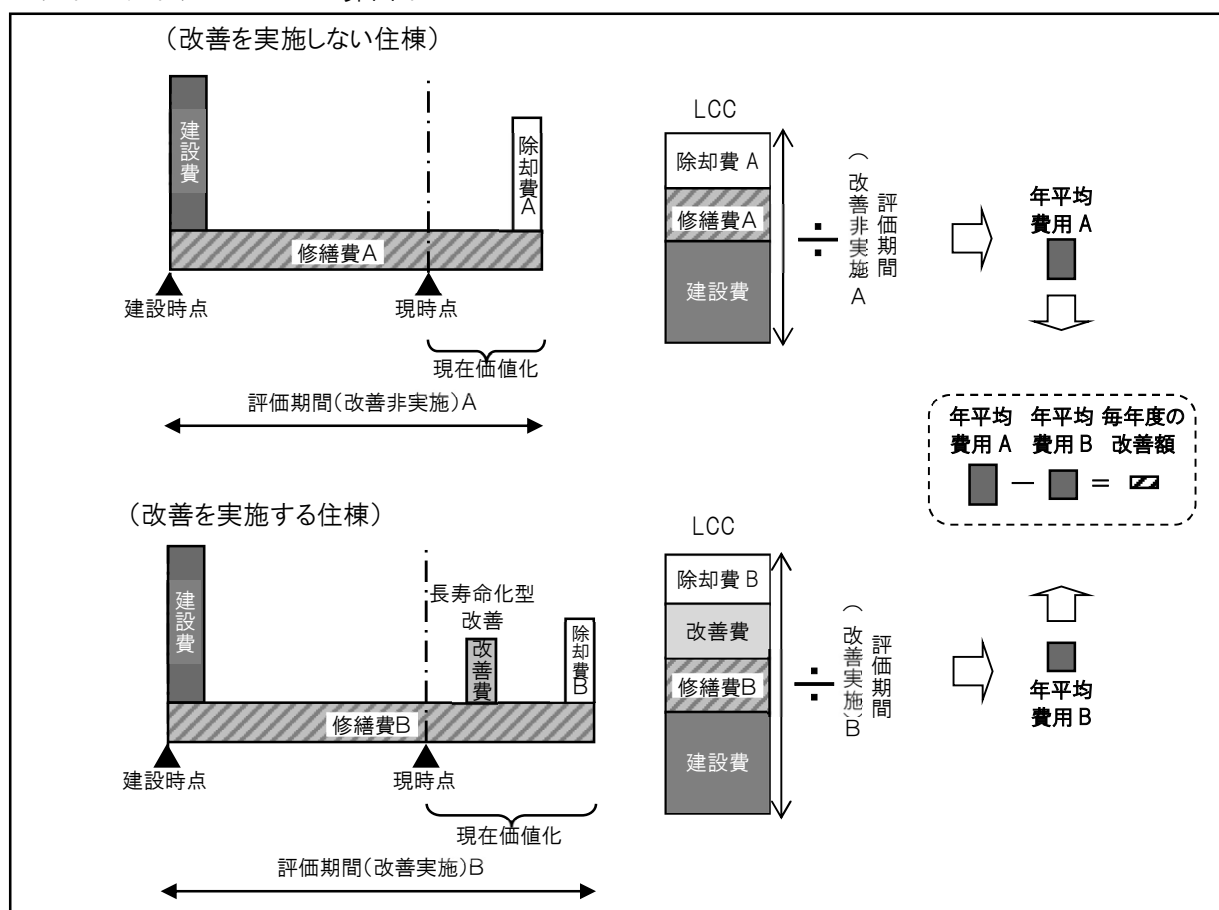 (改善を実施しない住棟)
建設費
除却費A
修繕費A
建設時点
現時点
現在価値化
評価期間(改善非実施)A
LCC
除却費 A
修繕費A
建設費
÷
評価期間
(改善非実施)A
年平均
費用 A
年平均 年平均 毎年度の
費用 A 費用 B 改善額
－ =
(改善を実施する住棟)
建設費
長寿命化型
改善
改善費
除却費B
修繕費B
建設時点
現時点
現在価値化
評価期間(改善実施)B
LCC
除却費 B
改善費
修繕費B
建設費
÷
評価期間
(改善実施)B
年平均
費用 B